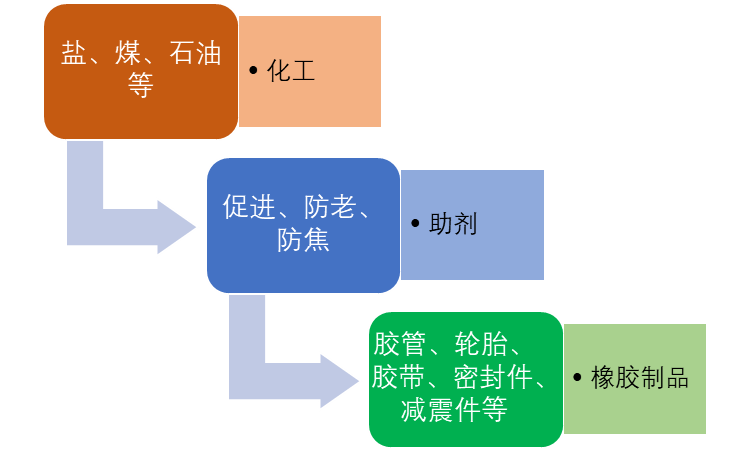 盐、煤、石油
等
• 化工
促进、防老、
防焦
• 助剂
胶管、轮胎、
胶带、密封件、
减震件等
• 橡胶制品